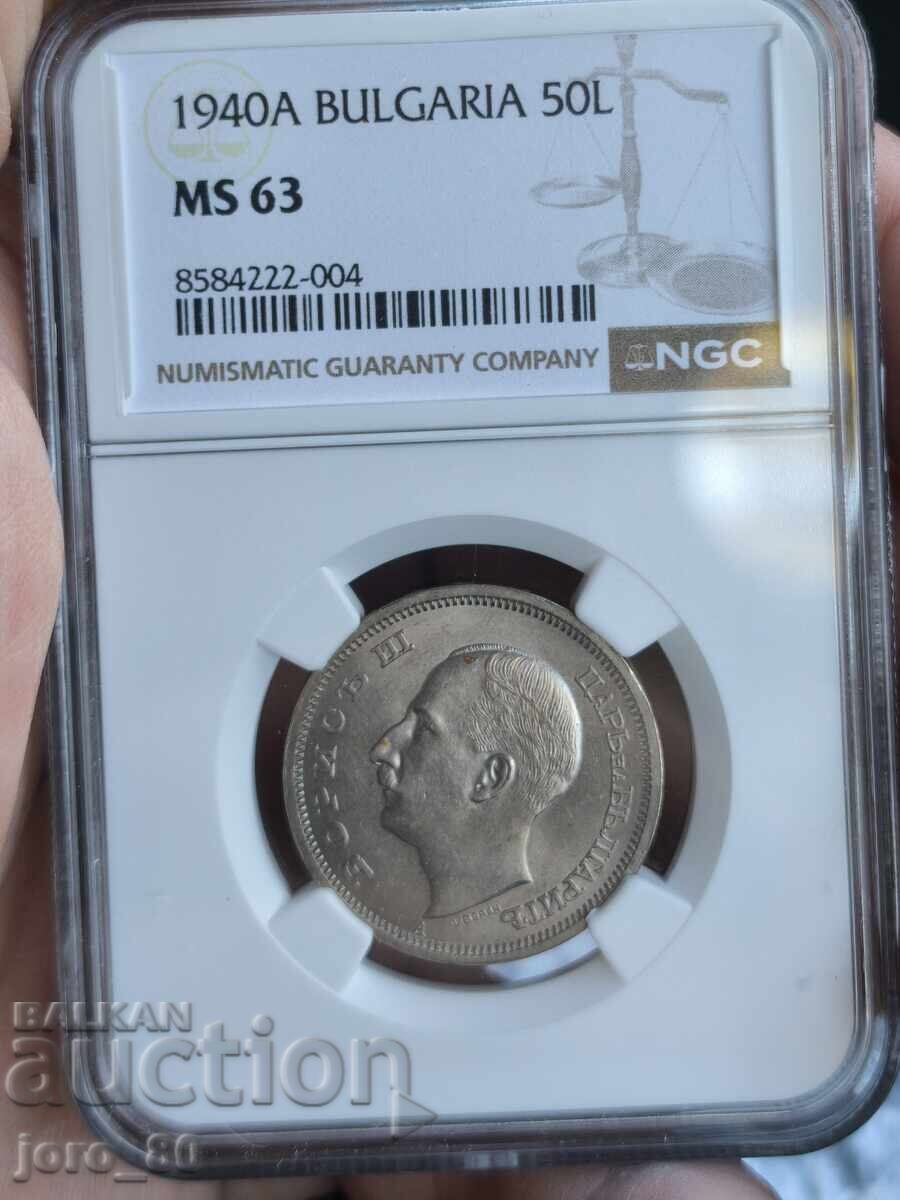 1940A BULGARIA 50L
MS 63
8584222-004
NUMISMATIC GUARANTY COMPANY
NGC
БОРИСЪ III
ЦАРЬ НА БЪЛГАРИТѢ
A
BALKAN
auction
joro_80